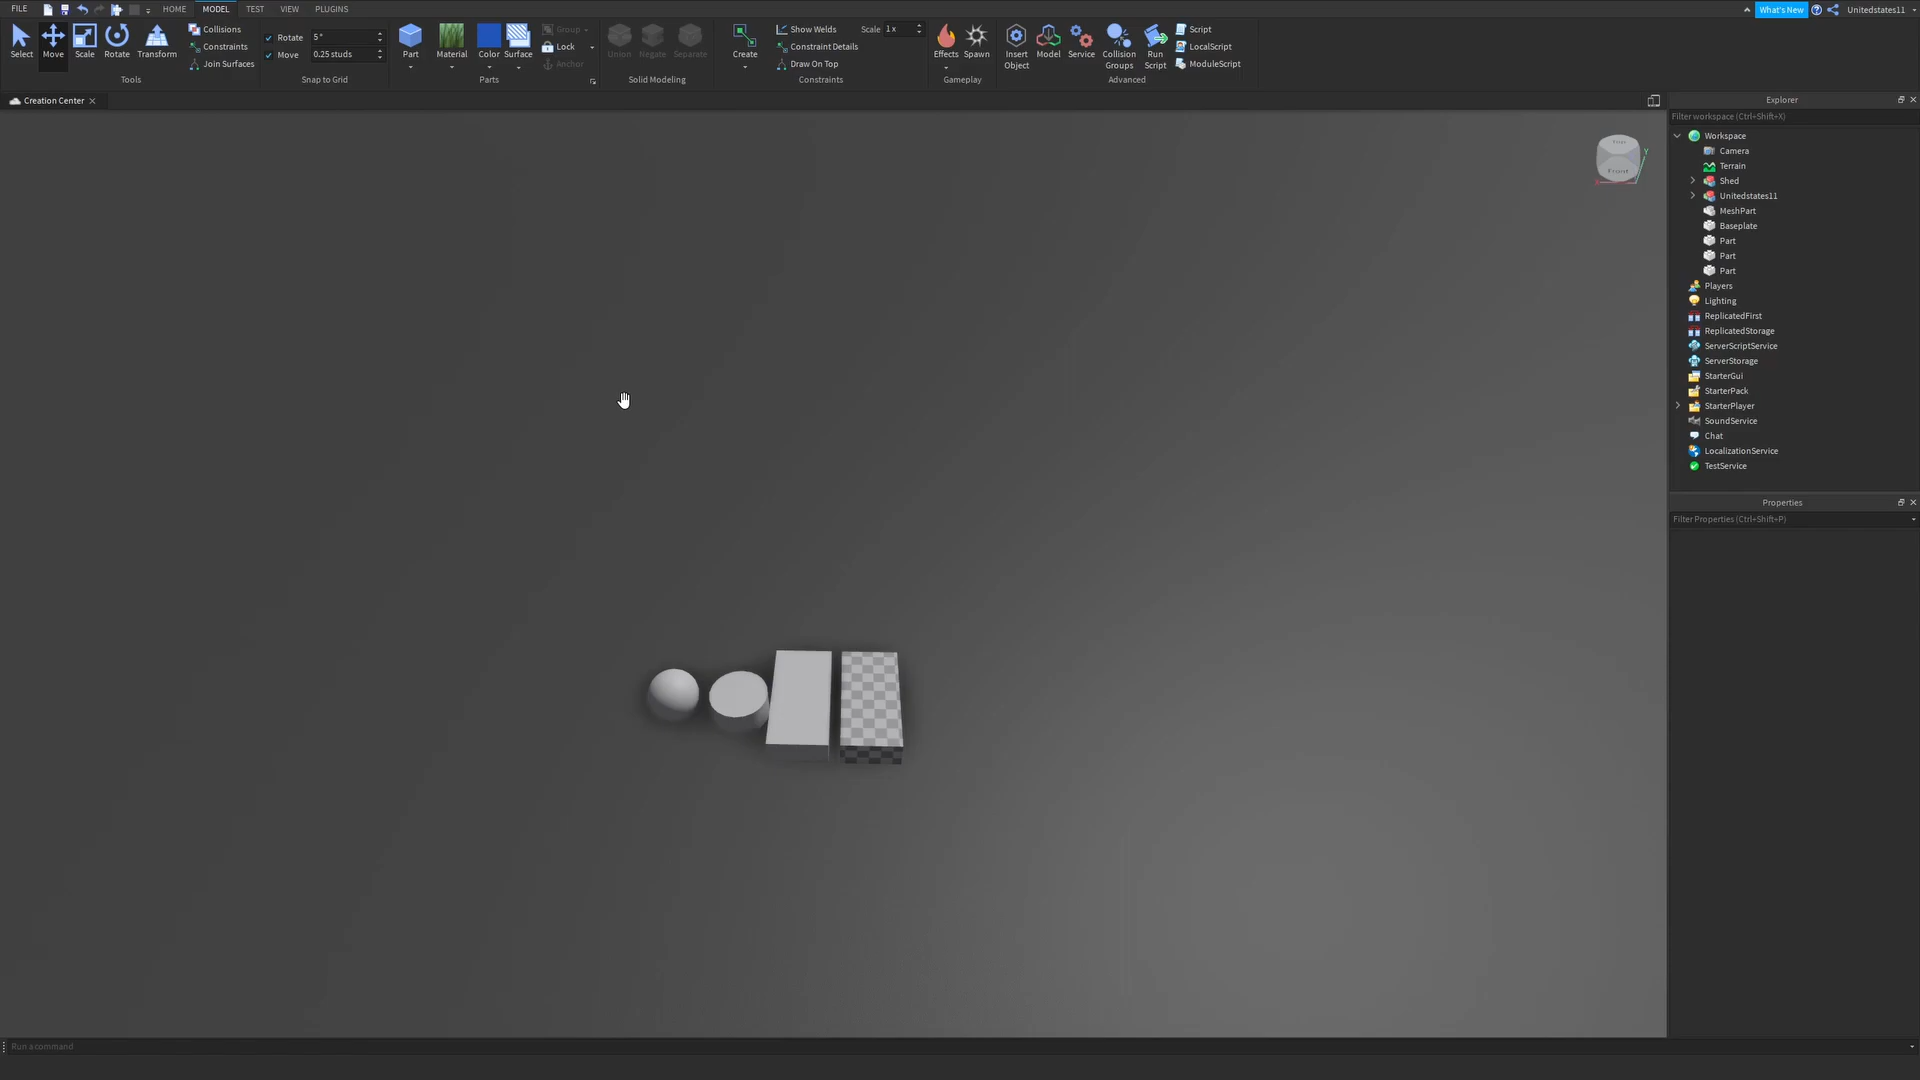 FILE HOME MODEL TEST VIEW PLUGINS What's New Unitedstates11
Select Move Scale Rotate Transform
Collisions
Constraints
Join Surfaces
Tools
Rotate 5°
Move 0.25 studs
Snap to Grid
Part Material Color Surface
Group
Lock
Anchor
Parts
Union Negate Separate
Solid Modeling
Create
Show Welds Scale 1 x
Constraint Details
Draw On Top
Constraints
Effects Spawn
Gameplay
Insert Object
Model
Service
Collision Groups
Run Script
Script
LocalScript
ModuleScript
Advanced
Creation Center
Front
Y
Explorer
Filter workspace (Ctrl+Shift+X)
Workspace
Camera
Terrain
Shed
Unitedstates11
MeshPart
Baseplate
Part
Part
Part
Players
Lighting
ReplicatedFirst
ReplicatedStorage
ServerScriptService
ServerStorage
StarterGui
StarterPack
StarterPlayer
SoundService
Chat
LocalizationService
TestService
Properties
Filter Properties (Ctrl+Shift+P)
Run a command